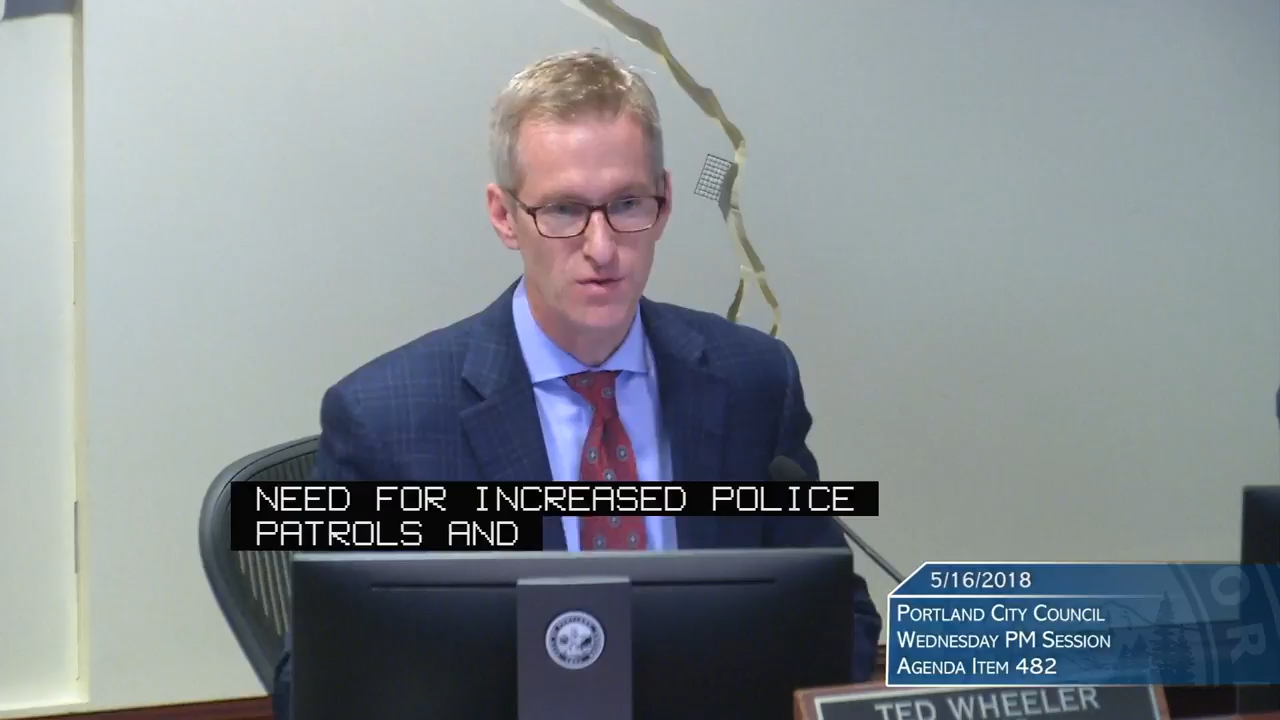 NEED FOR INCREASED POLICE
PATROLS AND
5/16/2018
PORTLAND CITY COUNCIL
WEDNESDAY PM SESSION
AGENDA ITEM 482
TED WHEELER